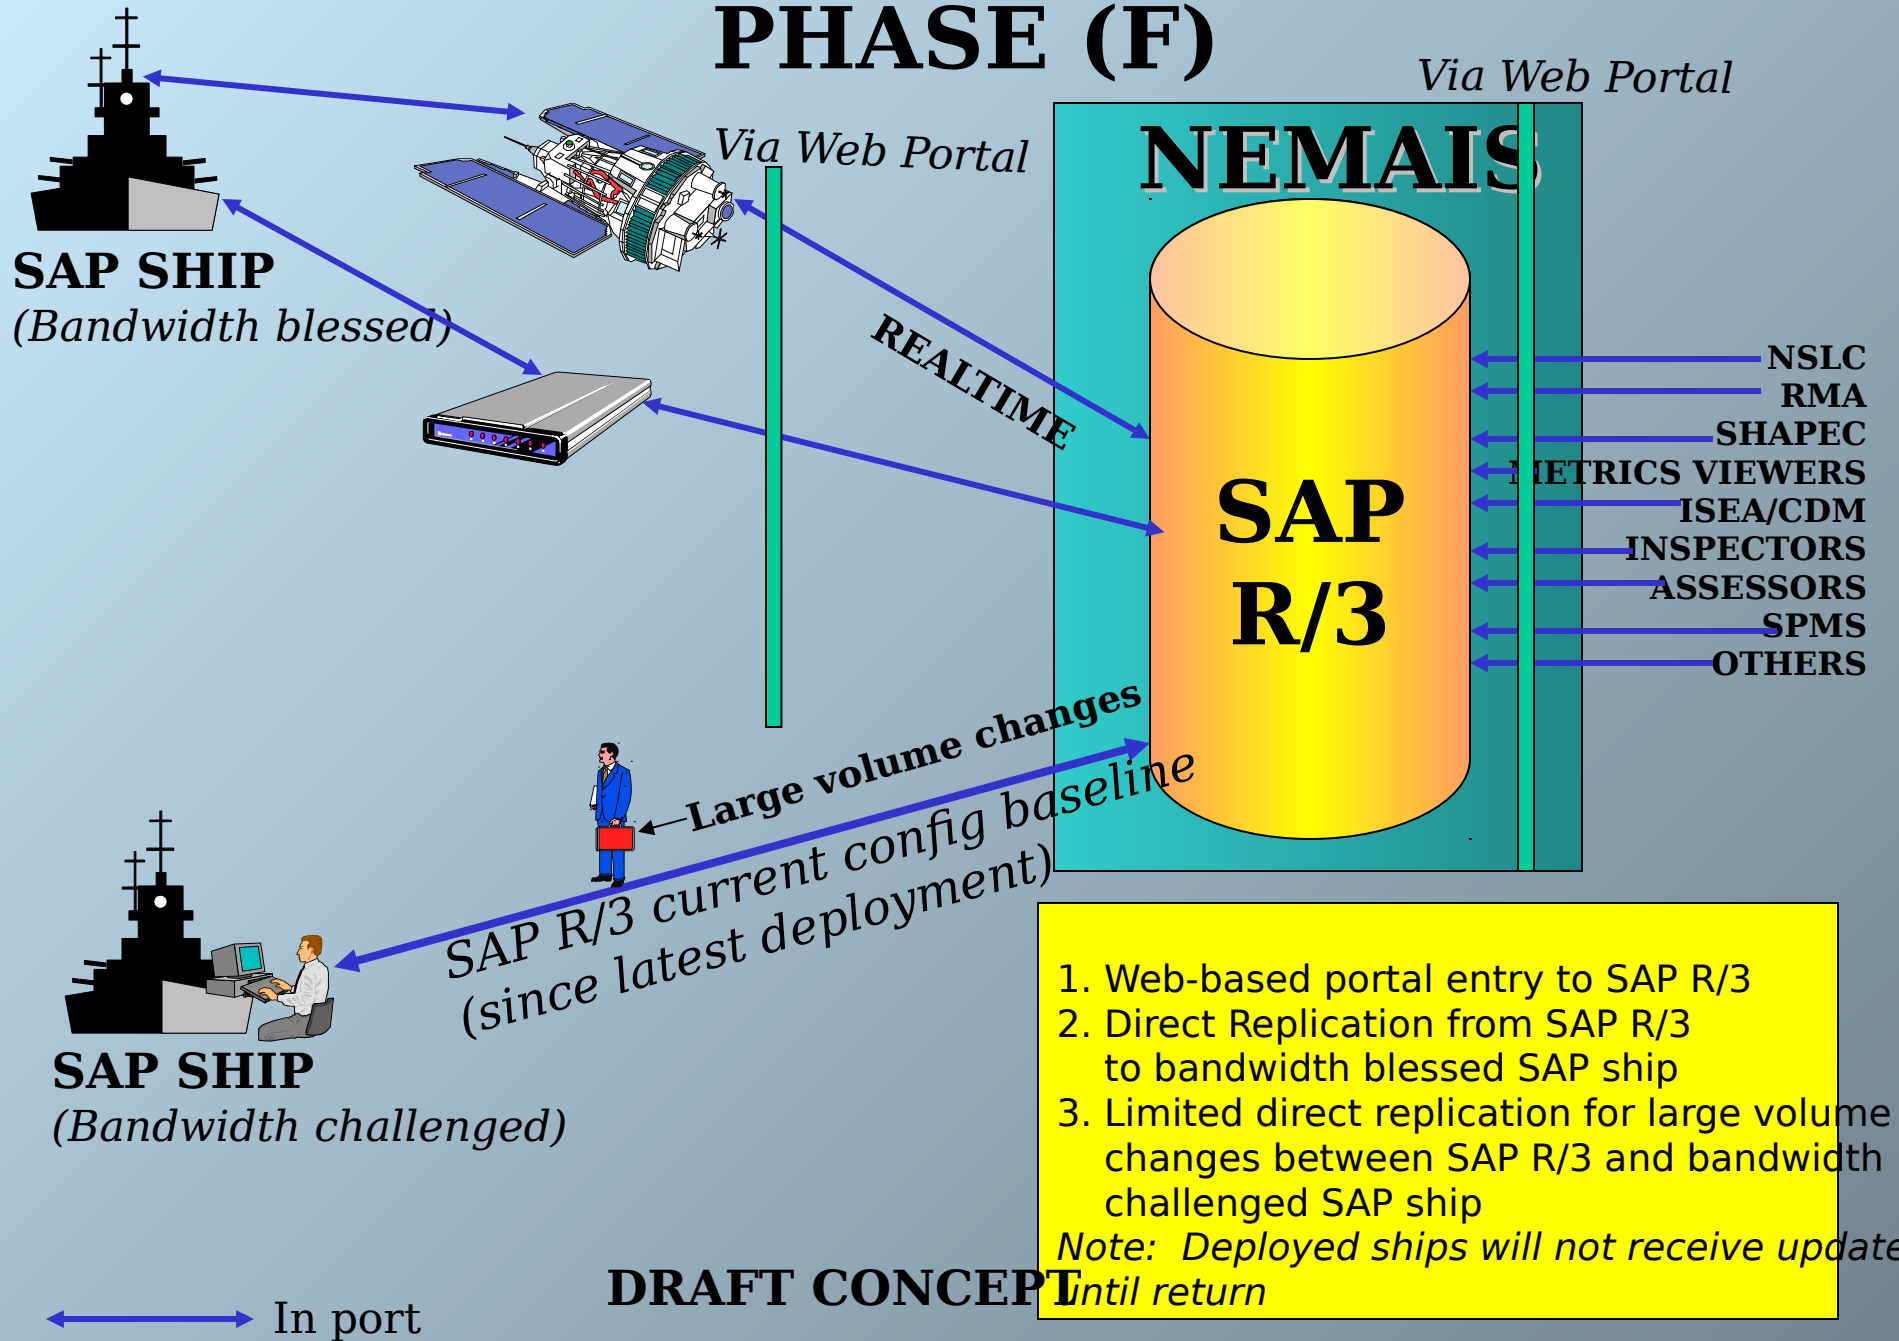 PHASE (F)
Via Web Portal
Via Web Portal
NEMAIS
SAP SHIP
(Bandwidth blessed)
REALTIME
SAP
R/3
NSLC
RMA
SHAPEC
METRICS VIEWERS
ISEA/CDM
INSPECTORS
ASSESSORS
SPMS
OTHERS
Large volume changes
SAP R/3 current config baseline
(since latest deployment)
SAP SHIP
(Bandwidth challenged)
1. Web-based portal entry to SAP R/3
2. Direct Replication from SAP R/3
to bandwidth blessed SAP ship
3. Limited direct replication for large volume
changes between SAP R/3 and bandwidth
challenged SAP ship
Note:  Deployed ships will not receive update
until return
DRAFT CONCEPT
In port